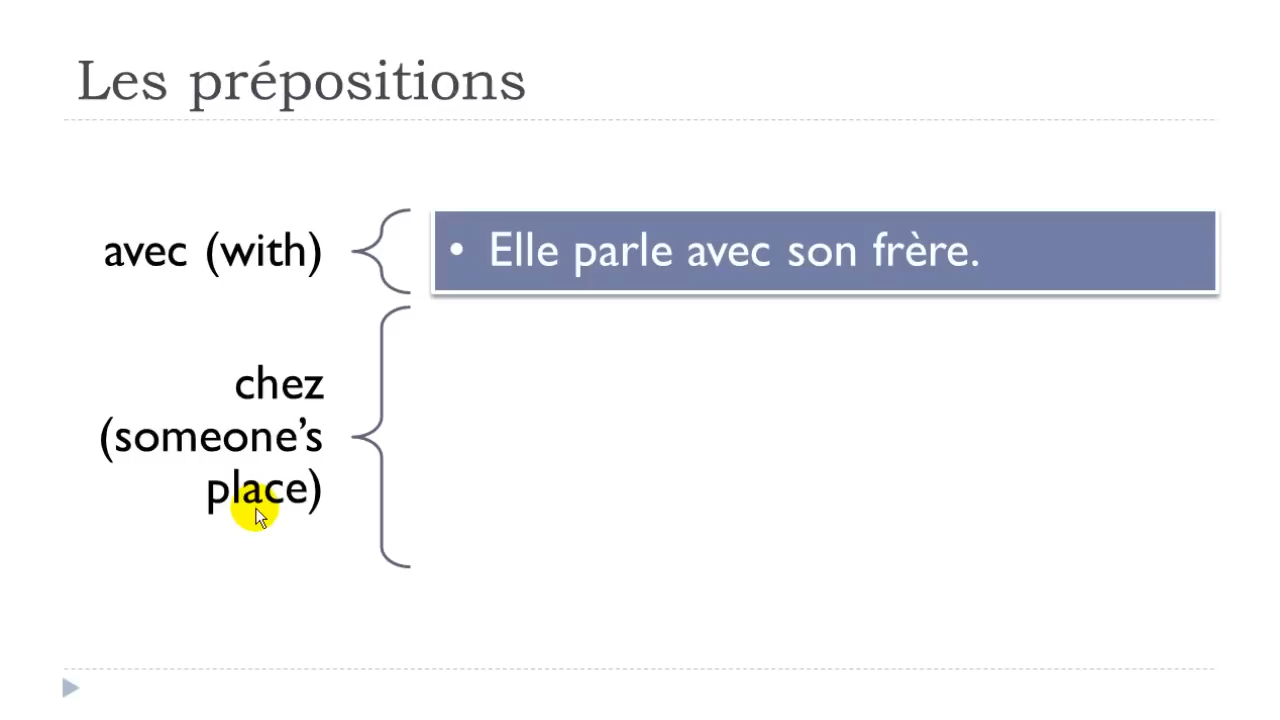 Les prépositions
avec (with)
• Elle parle avec son frère.
chez
(someone’s
place)